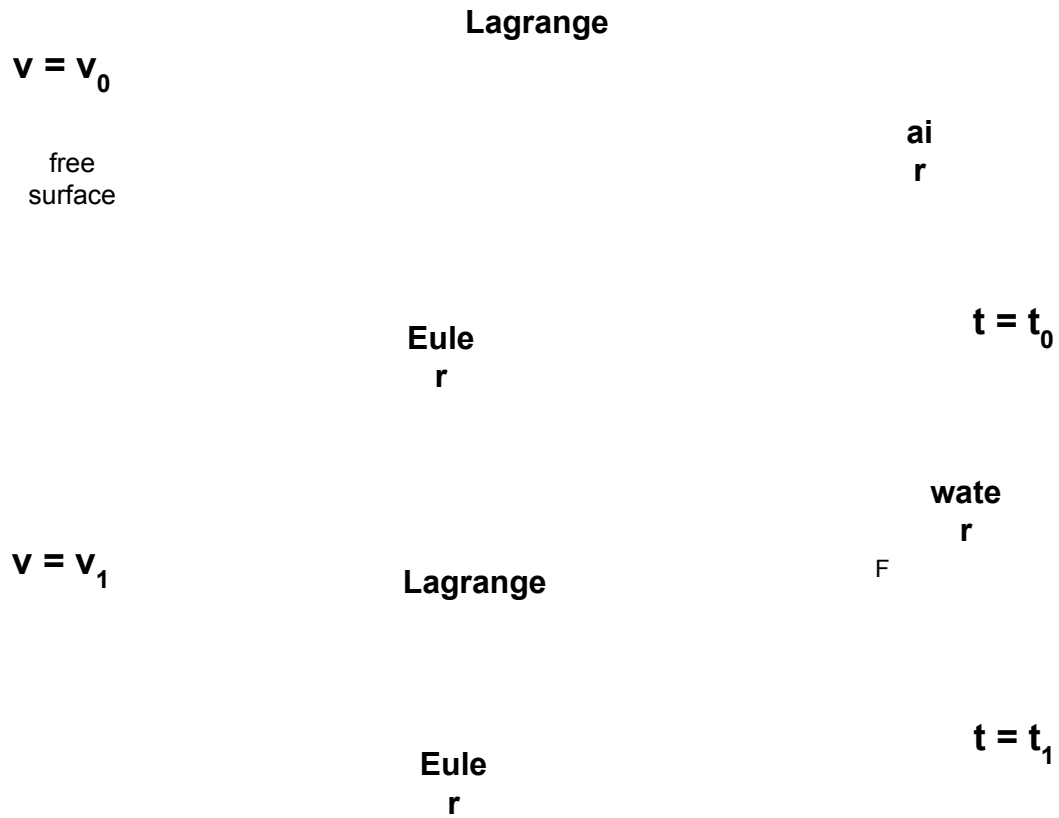 Lagrange
v = v₀
ai
r
free
surface
t = t₀
Eule
r
wate
r
v = v₁
F
Lagrange
t = t₁
Eule
r